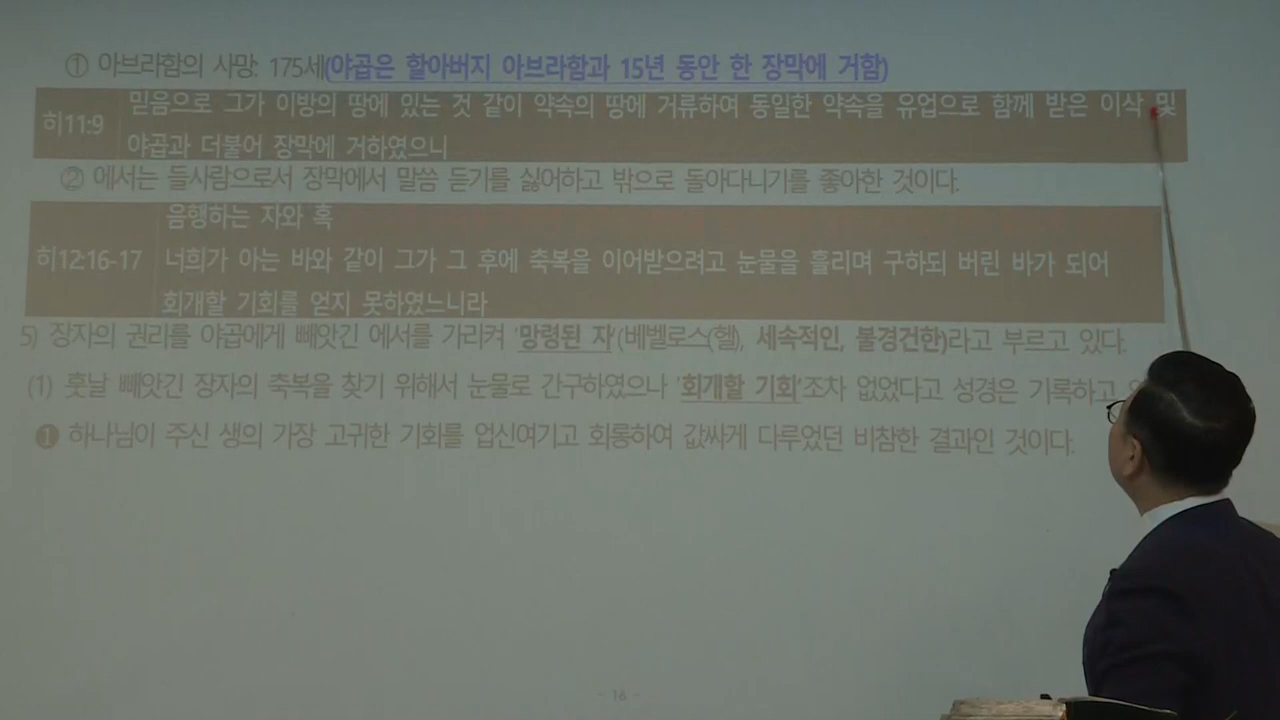 ① 아브라함의 사망: 175세(야곱은 할아버지 아브라함과 15년 동안 한 장막에 거함)
히11:9 믿음으로 그가 이방의 땅에 있는 것 같이 약속의 땅에 거류하여 동일한 약속을 유업으로 함께 받은 이삭 및
야곱과 더불어 장막에 거하였으니
② 에서는 들사람으로서 장막에서 말씀 듣기를 싫어하고 밖으로 돌아다니기를 좋아한 것이다.
음행하는 자와 혹
히12:16-17 너희가 아는 바와 같이 그가 그 후에 축복을 이어받으려고 눈물을 흘리며 구하되 버린 바가 되어
회개할 기회를 얻지 못하였느니라
5) 장자의 권리를 야곱에게 빼앗긴 에서를 가리켜 '망령된 자'(베벨로스(헬), 세속적인, 불경건한)라고 부르고 있다.
(1) 훗날 빼앗긴 장자의 축복을 찾기 위해서 눈물로 간구하였으나 '회개할 기회'조차 없었다고 성경은 기록하고
❶ 하나님이 주신 생의 가장 고귀한 기회를 업신여기고 희롱하여 값싸게 다루었던 비참한 결과인 것이다.
- 16 -